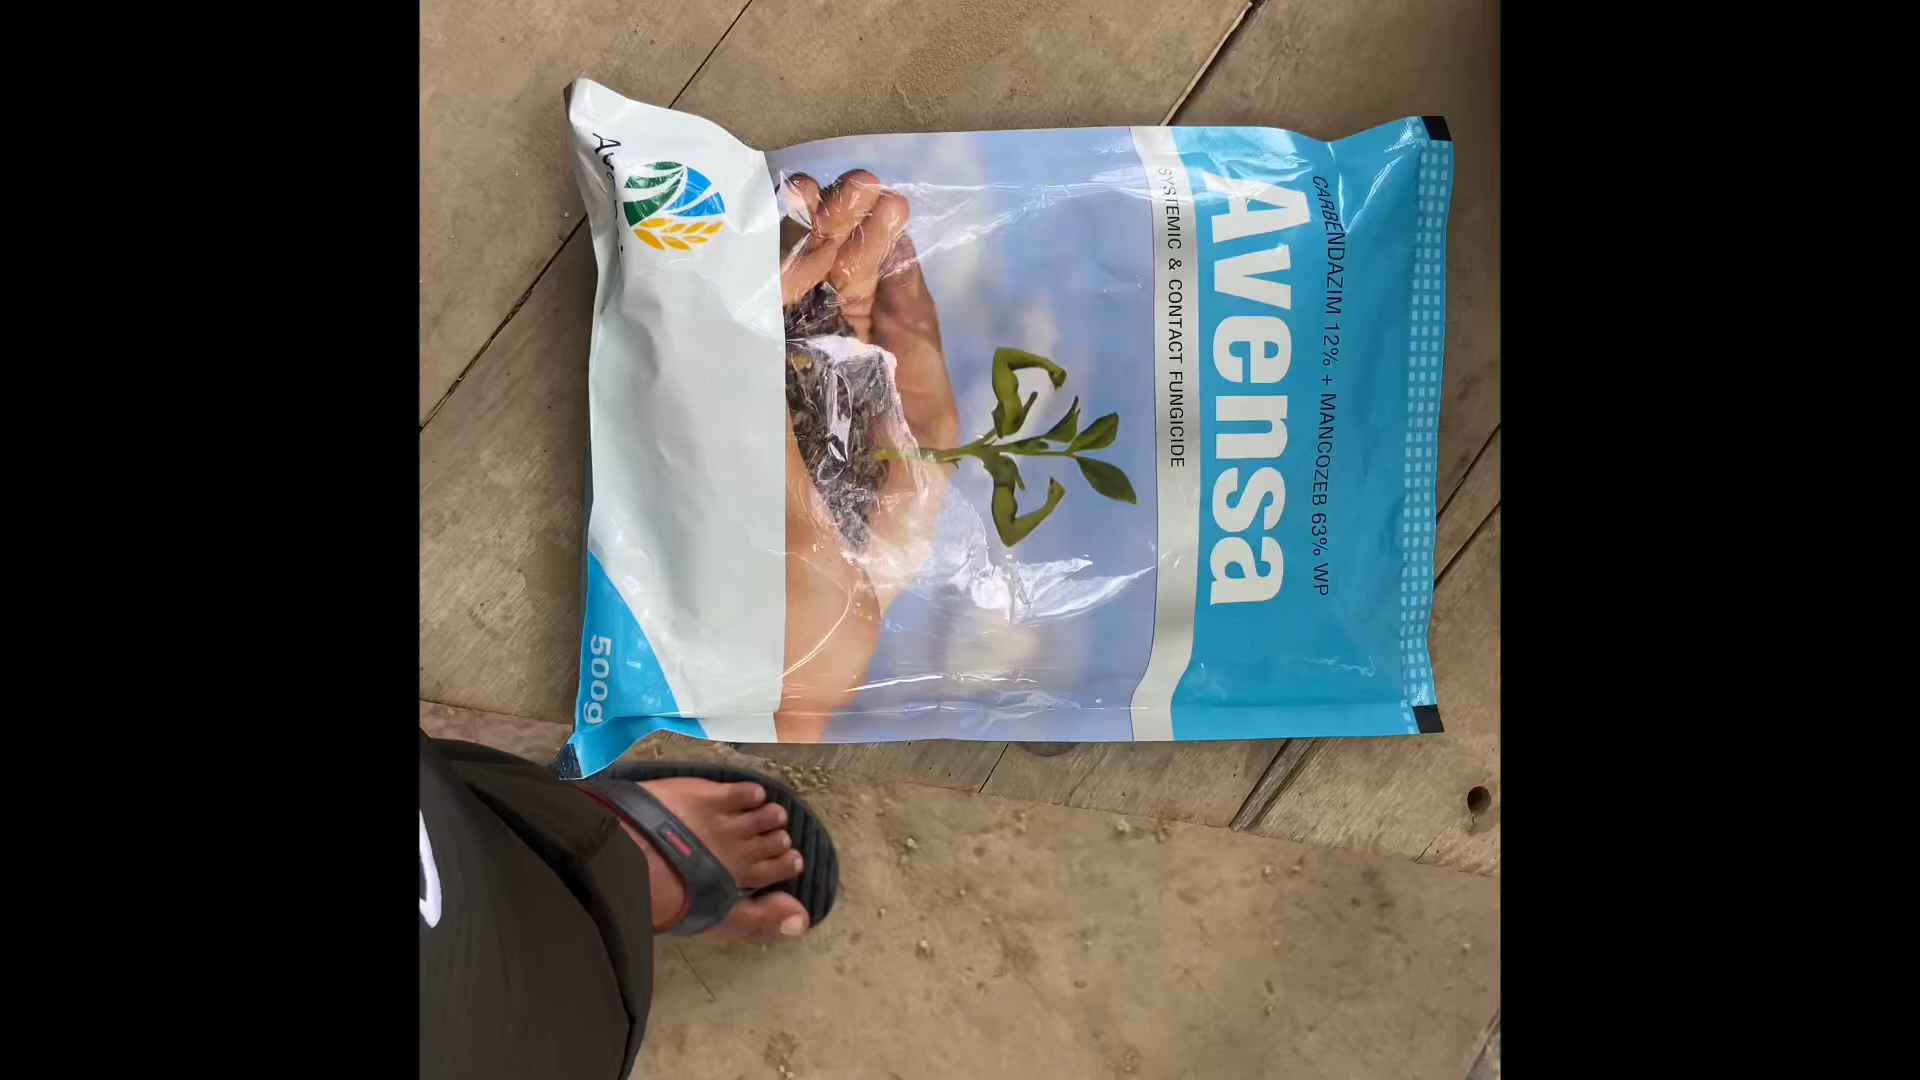 CARBENDAZIM 12% + MANCOZEB 63% WP
Avensa
SYSTEMIC & CONTACT FUNGICIDE
500g